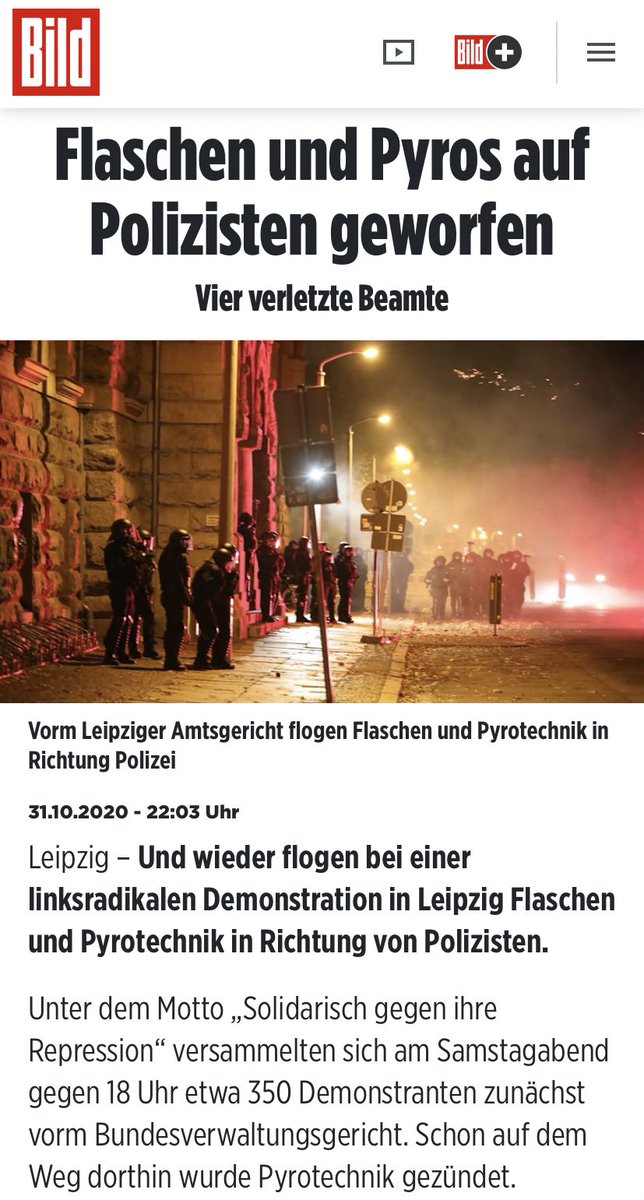 Bild
Bild +
Flaschen und Pyros auf
Polizisten geworfen
Vier verletzte Beamte
Vorm Leipziger Amtsgericht flogen Flaschen und Pyrotechnik in
Richtung Polizei
31.10.2020 - 22:03 Uhr
Leipzig – Und wieder flogen bei einer
linksradikalen Demonstration in Leipzig Flaschen
und Pyrotechnik in Richtung von Polizisten.
Unter dem Motto „Solidarisch gegen ihre
Repression“ versammelten sich am Samstagabend
gegen 18 Uhr etwa 350 Demonstranten zunächst
vorm Bundesverwaltungsgericht. Schon auf dem
Weg dorthin wurde Pyrotechnik gezündet.